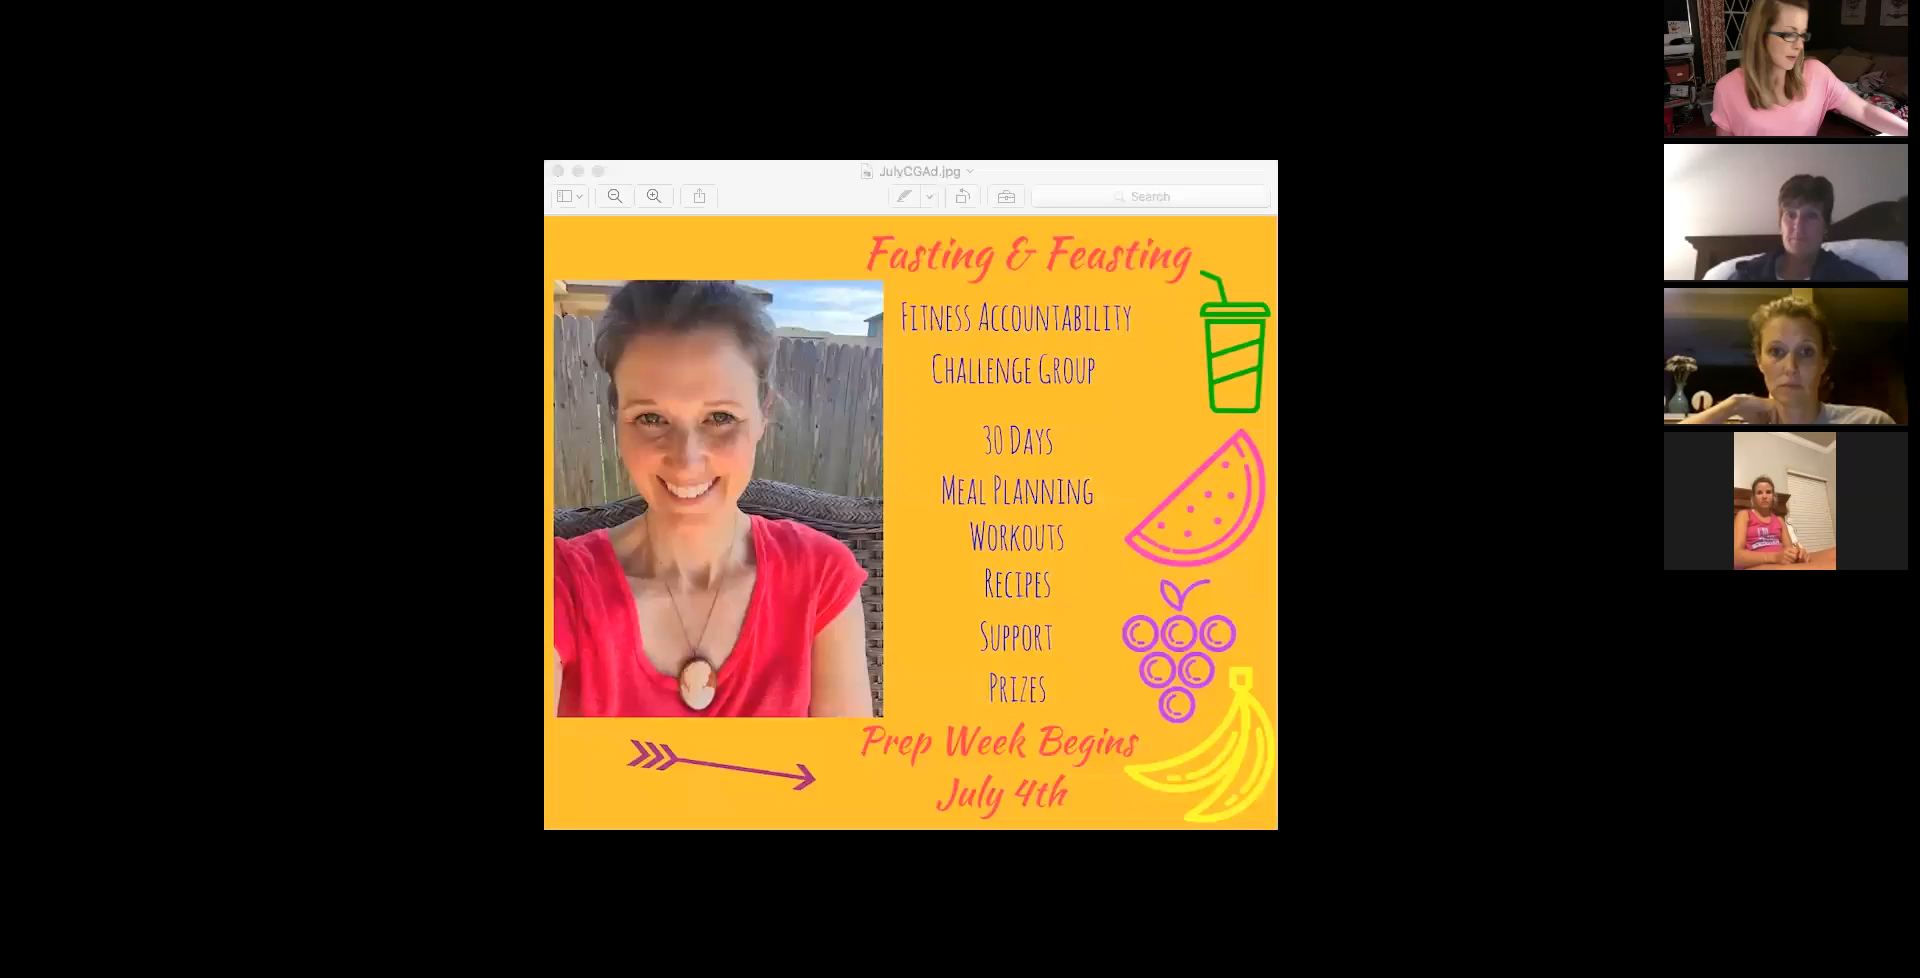 JulyCGAd.jpg
Search
Fasting & Feasting
Fitness Accountability
Challenge Group
30 Days
Meal Planning
Workouts
Recipes
Support
Prizes
Prep Week Begins
July 4th